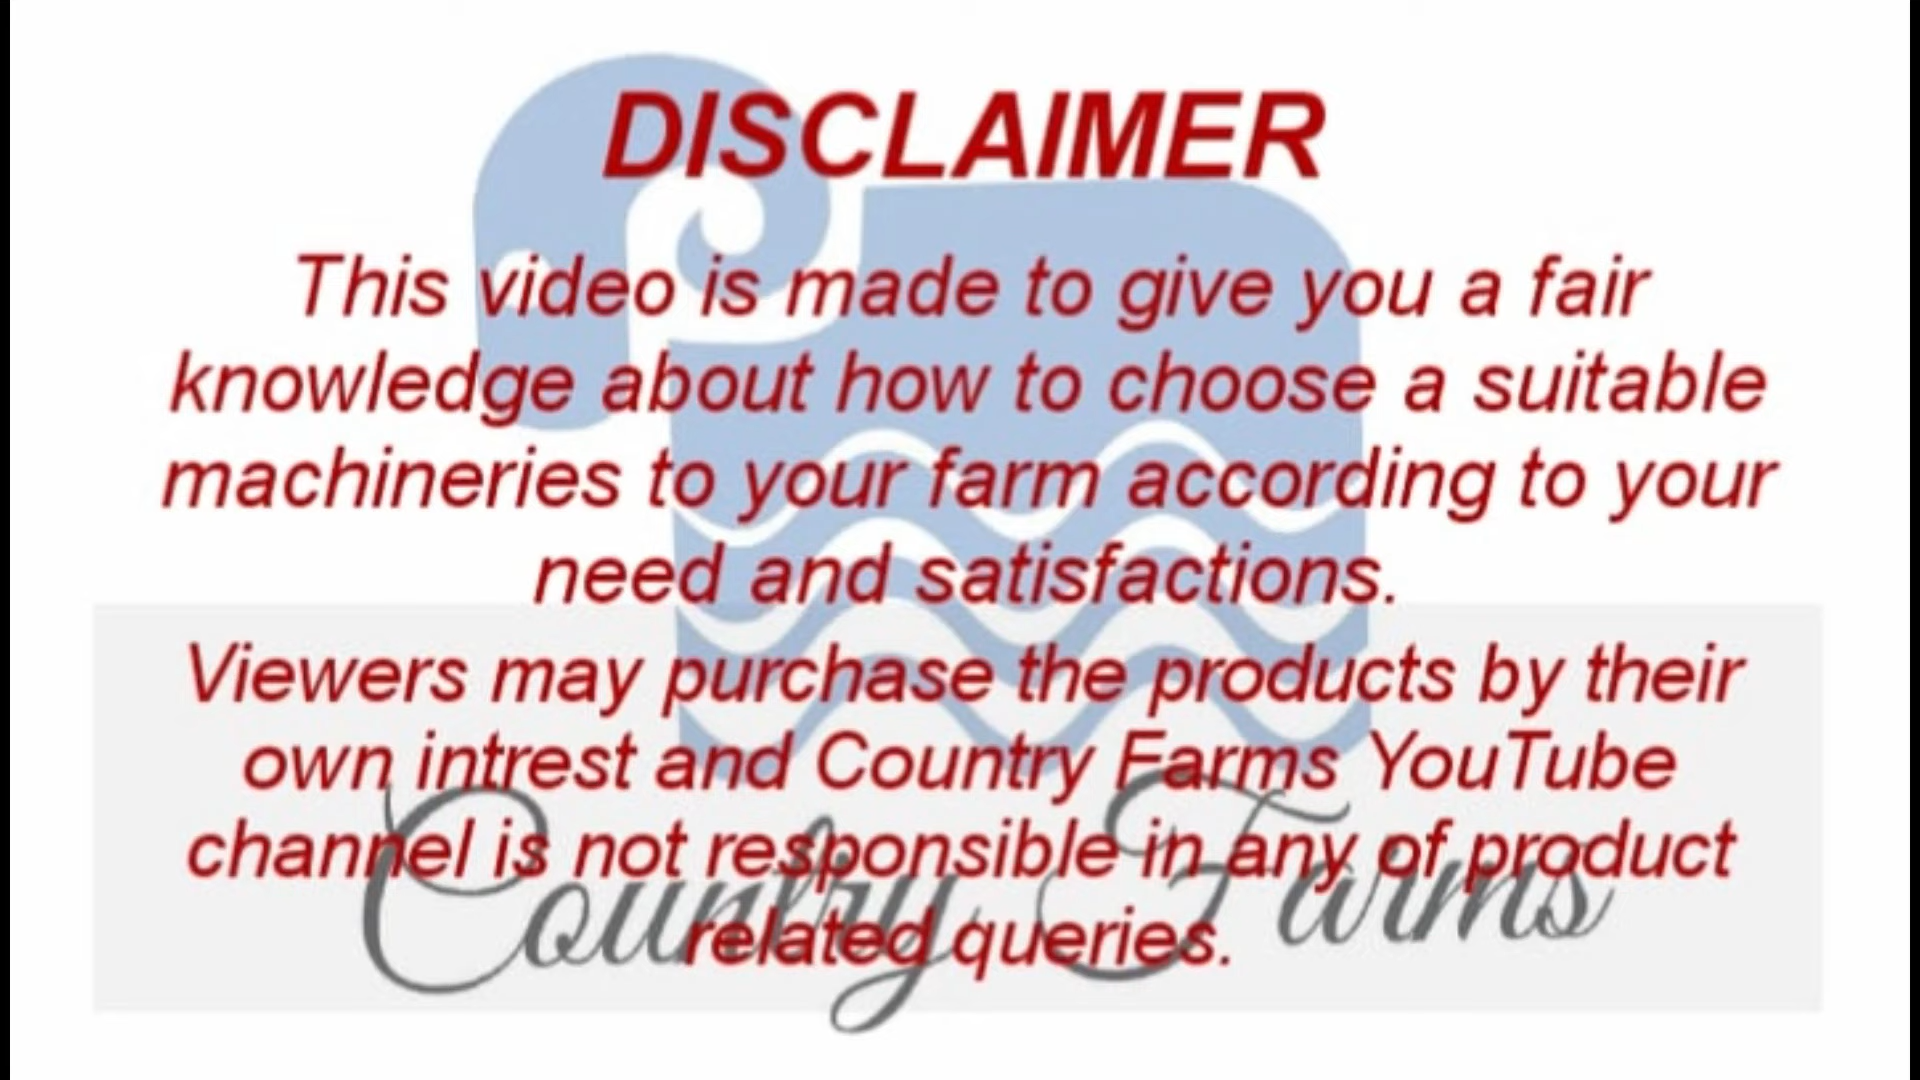 DISCLAIMER
This video is made to give you a fair
knowledge about how to choose a suitable
machineries to your farm according to your
need and satisfactions.
Viewers may purchase the products by their
own intrest and Country Farms YouTube
channel is not responsible in any of product
related queries.
Country Farms